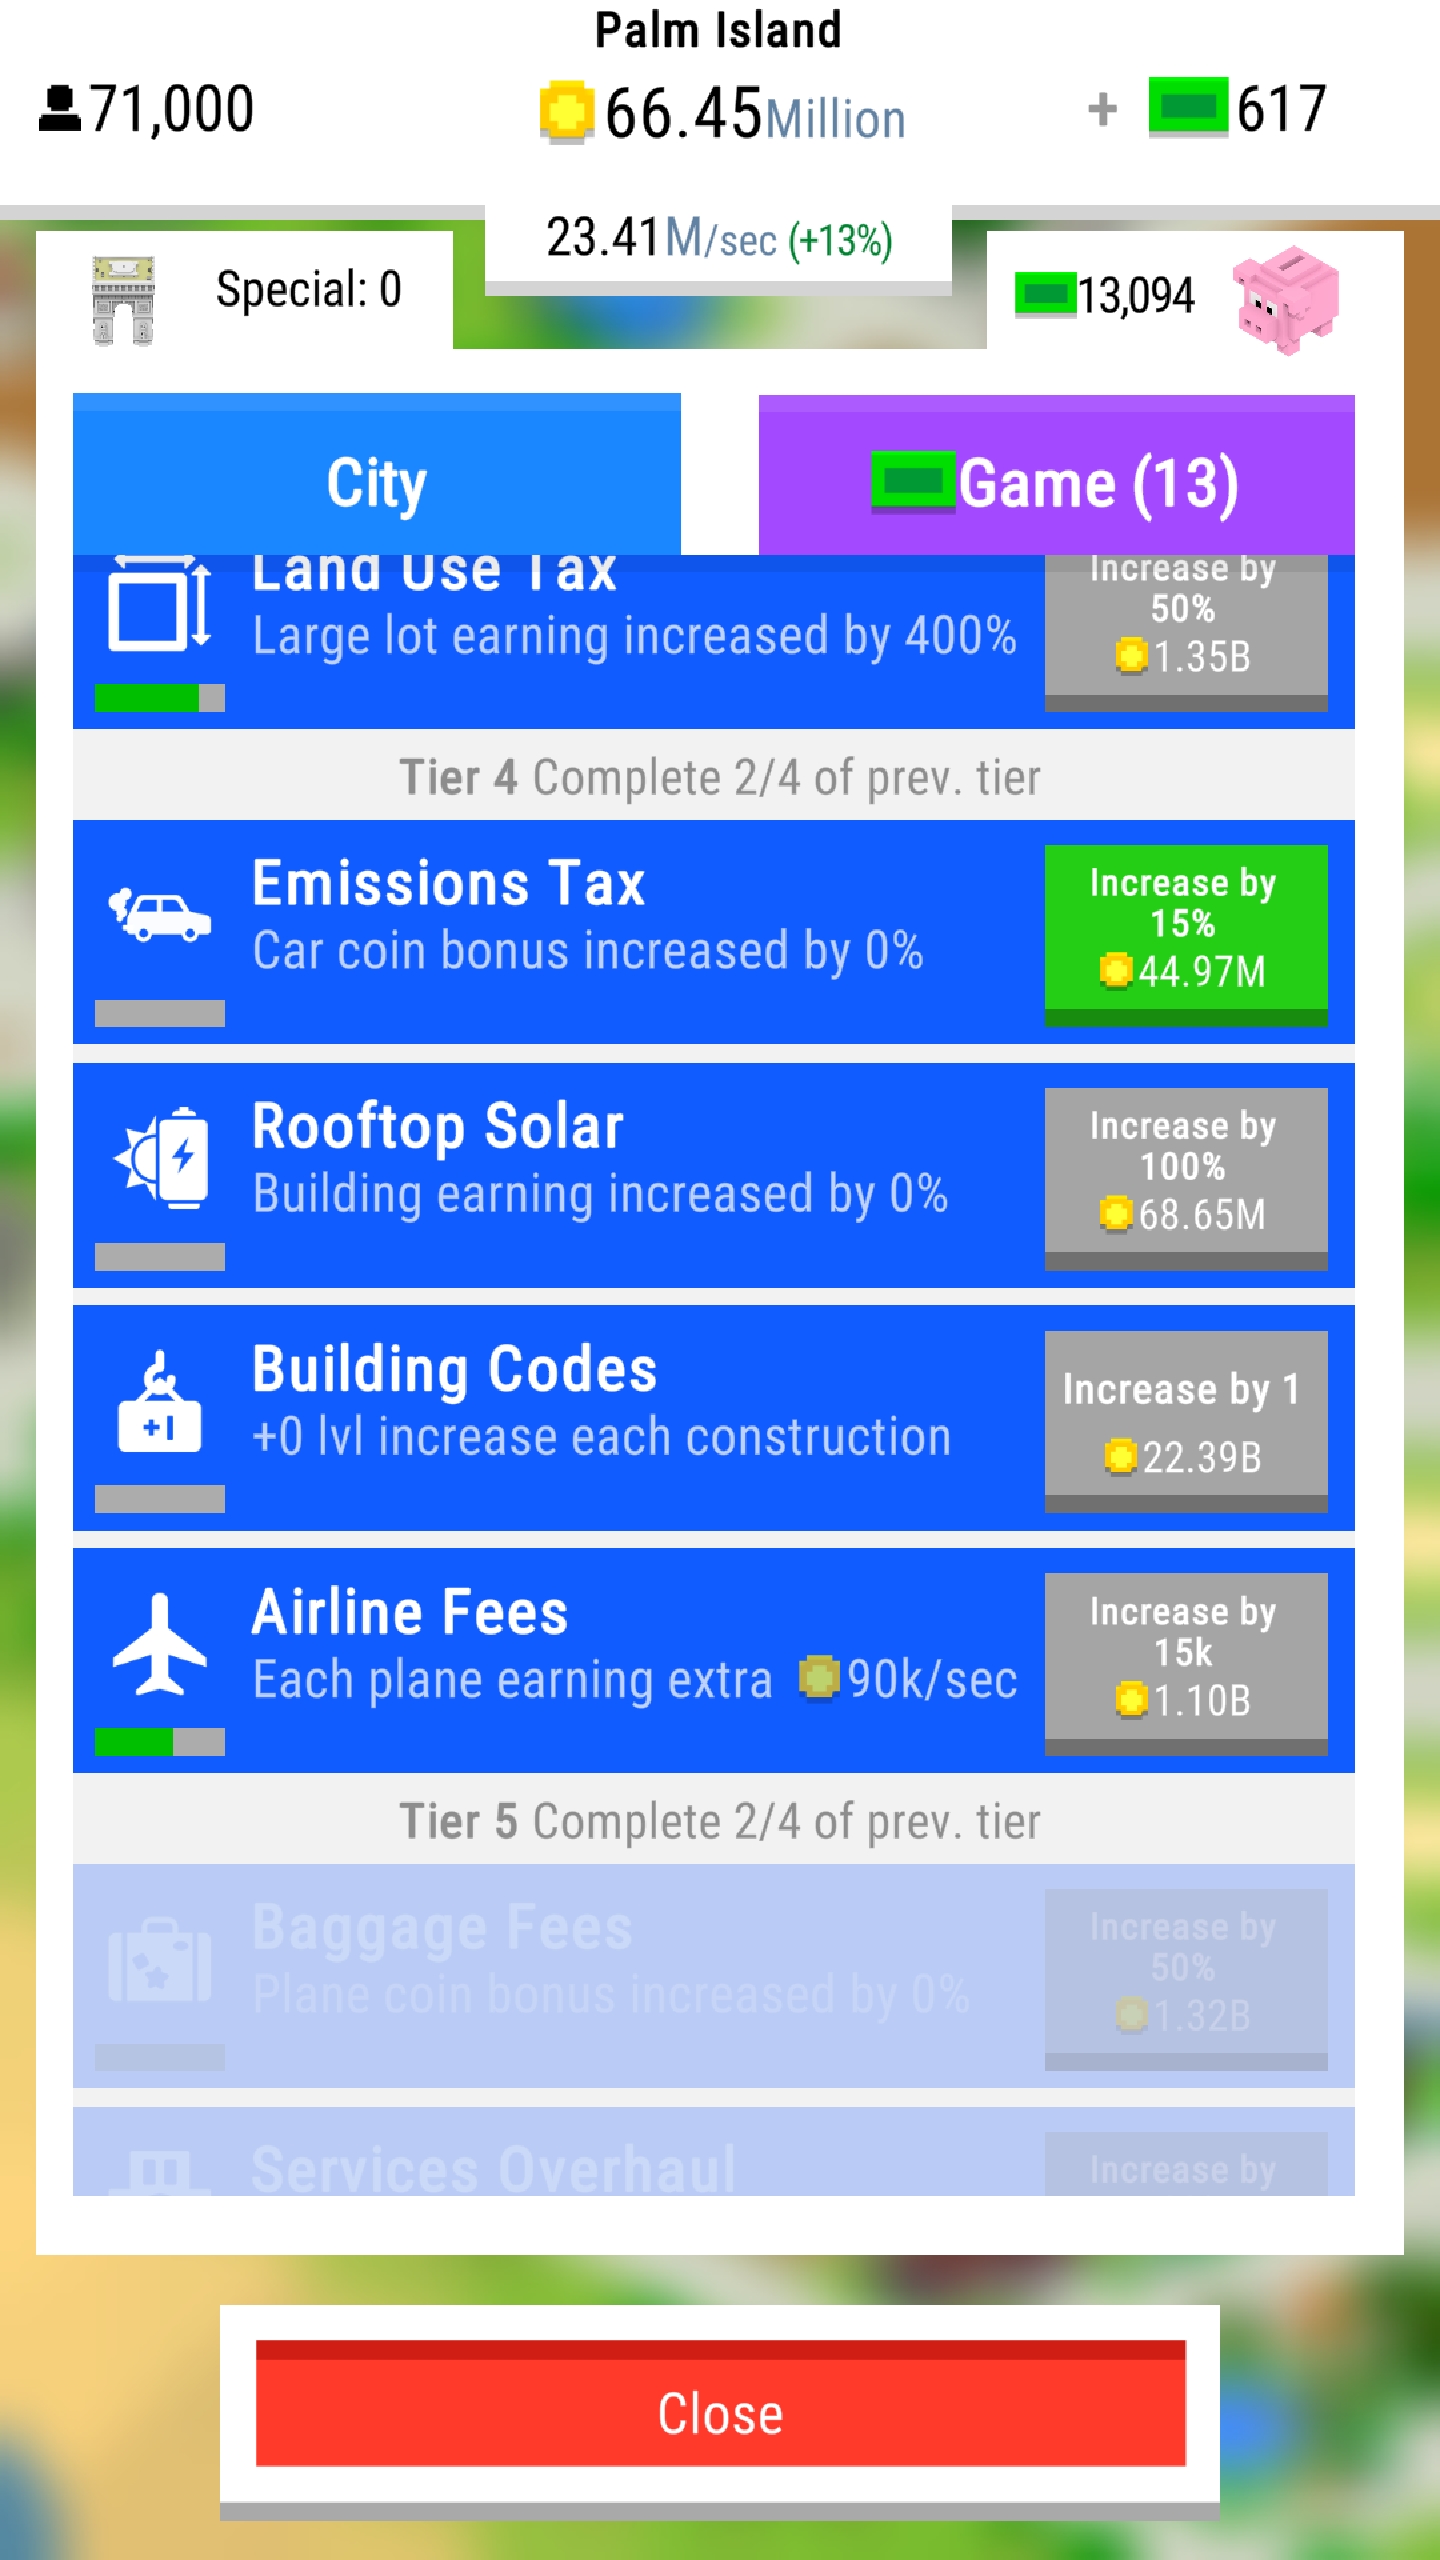 Palm Island
71,000
66.45Million
+ 617
23.41M/sec (+13%)
Special: 0
13,094
City
Game (13)
Land Use Tax
Large lot earning increased by 400%
Increase by
50%
1.35B
Tier 4 Complete 2/4 of prev. tier
Emissions Tax
Car coin bonus increased by 0%
Increase by
15%
44.97M
Rooftop Solar
Building earning increased by 0%
Increase by
100%
68.65M
Building Codes
+0 lvl increase each construction
+1
Increase by 1
22.39B
Airline Fees
Each plane earning extra 90k/sec
Increase by
15k
1.10B
Tier 5 Complete 2/4 of prev. tier
Baggage Fees
Plane coin bonus increased by 0%
Increase by
50%
1.32B
Services Overhaul
Increase by
Close